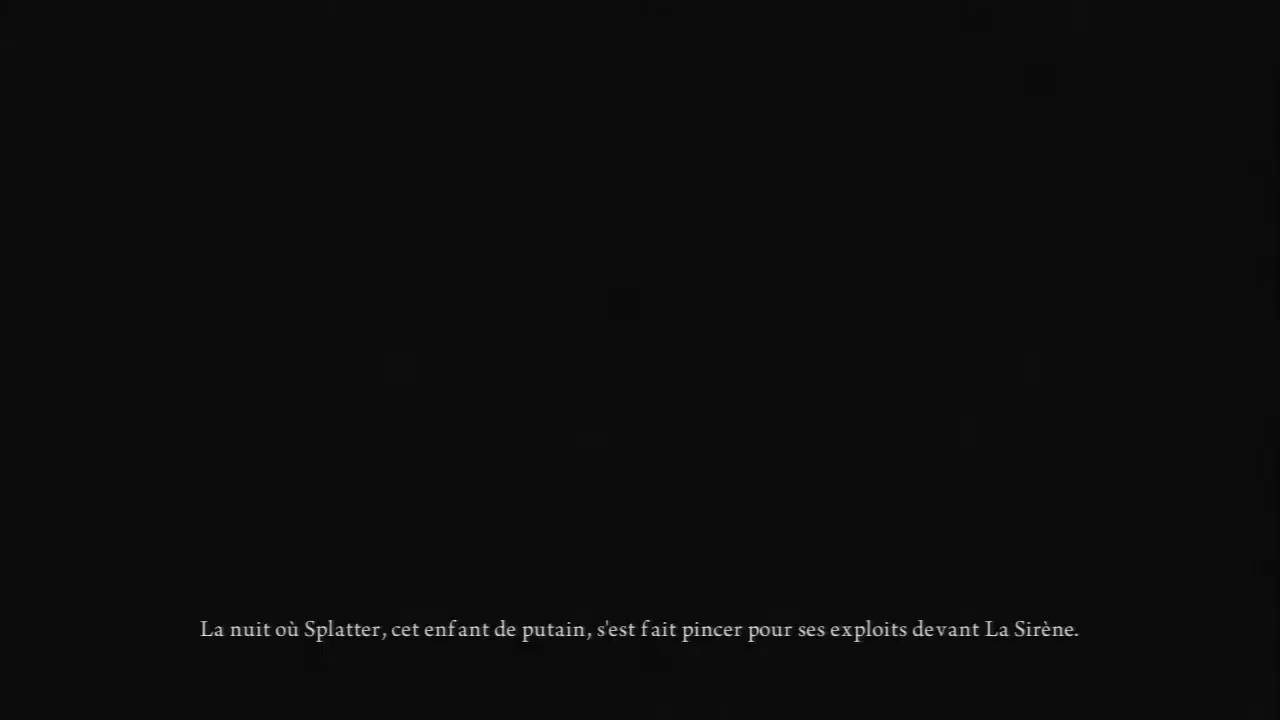 La nuit où Splatter, cet enfant de putain, s'est fait pincer pour ses exploits devant La Sirène.